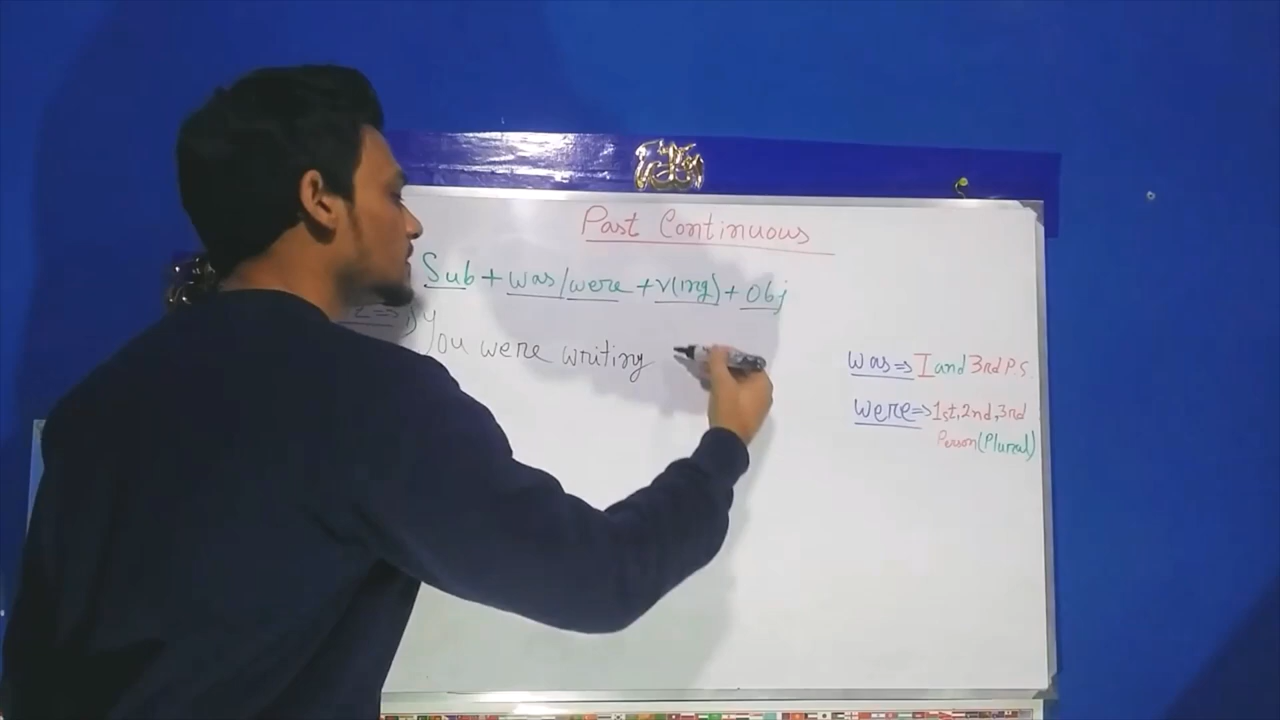 Past Continuous
Sub + was/were + v(ing) + Obj
1) You were writing
was => I and 3rd P.S.
were => 1st, 2nd, 3rd
Person (Plural)